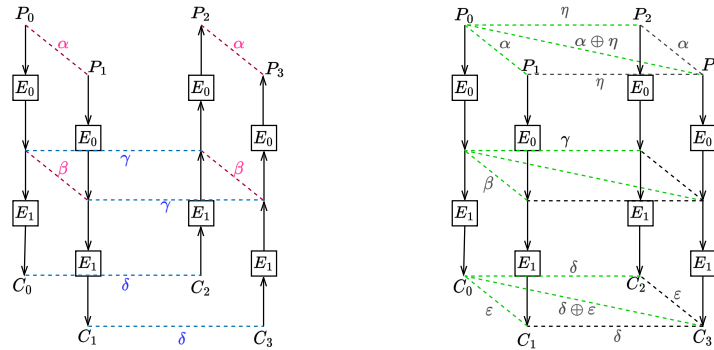 P₀ P₂ P₀ η P₂
α α α α ⊕ η α
P₁ P₃ P₁ η P
E₀ E₀ E₀ E₀
E₀ E₀ E₀ E₀
γ γ
β β β
γ
E₁ E₁ E₁ E₁
E₁ E₁ E₁ E₁
C₀ δ C₂ C₀ δ C₂
ε δ ⊕ ε ε
C₁ δ C₃ C₁ δ C₃